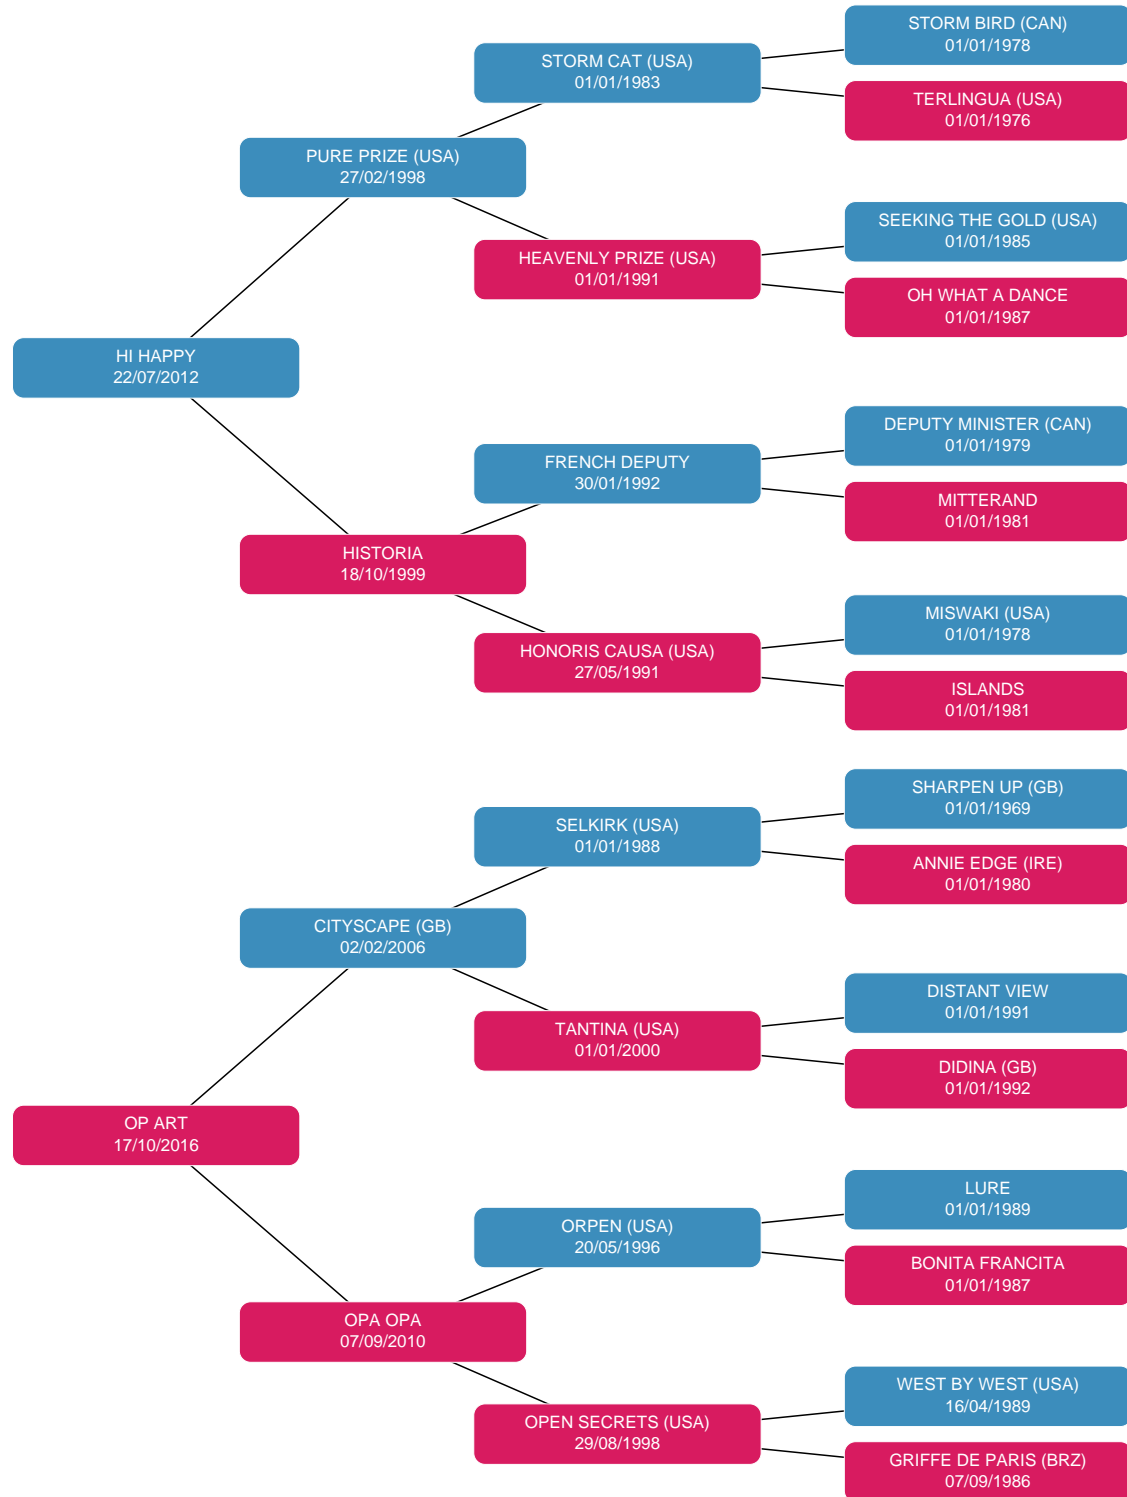 STORM BIRD (CAN)
01/01/1978
STORM CAT (USA)
01/01/1983
TERLINGUA (USA)
01/01/1976
PURE PRIZE (USA)
27/02/1998
SEEKING THE GOLD (USA)
01/01/1985
HEAVENLY PRIZE (USA)
01/01/1991
OH WHAT A DANCE
01/01/1987
HI HAPPY
22/07/2012
DEPUTY MINISTER (CAN)
01/01/1979
FRENCH DEPUTY
30/01/1992
MITTERAND
01/01/1981
HISTORIA
18/10/1999
MISWAKI (USA)
01/01/1978
HONORIS CAUSA (USA)
27/05/1991
ISLANDS
01/01/1981
SHARPEN UP (GB)
01/01/1969
SELKIRK (USA)
01/01/1988
ANNIE EDGE (IRE)
01/01/1980
CITYSCAPE (GB)
02/02/2006
DISTANT VIEW
01/01/1991
TANTINA (USA)
01/01/2000
DIDINA (GB)
01/01/1992
OP ART
17/10/2016
LURE
01/01/1989
ORPEN (USA)
20/05/1996
BONITA FRANCITA
01/01/1987
OPA OPA
07/09/2010
WEST BY WEST (USA)
16/04/1989
OPEN SECRETS (USA)
29/08/1998
GRIFFE DE PARIS (BRZ)
07/09/1986